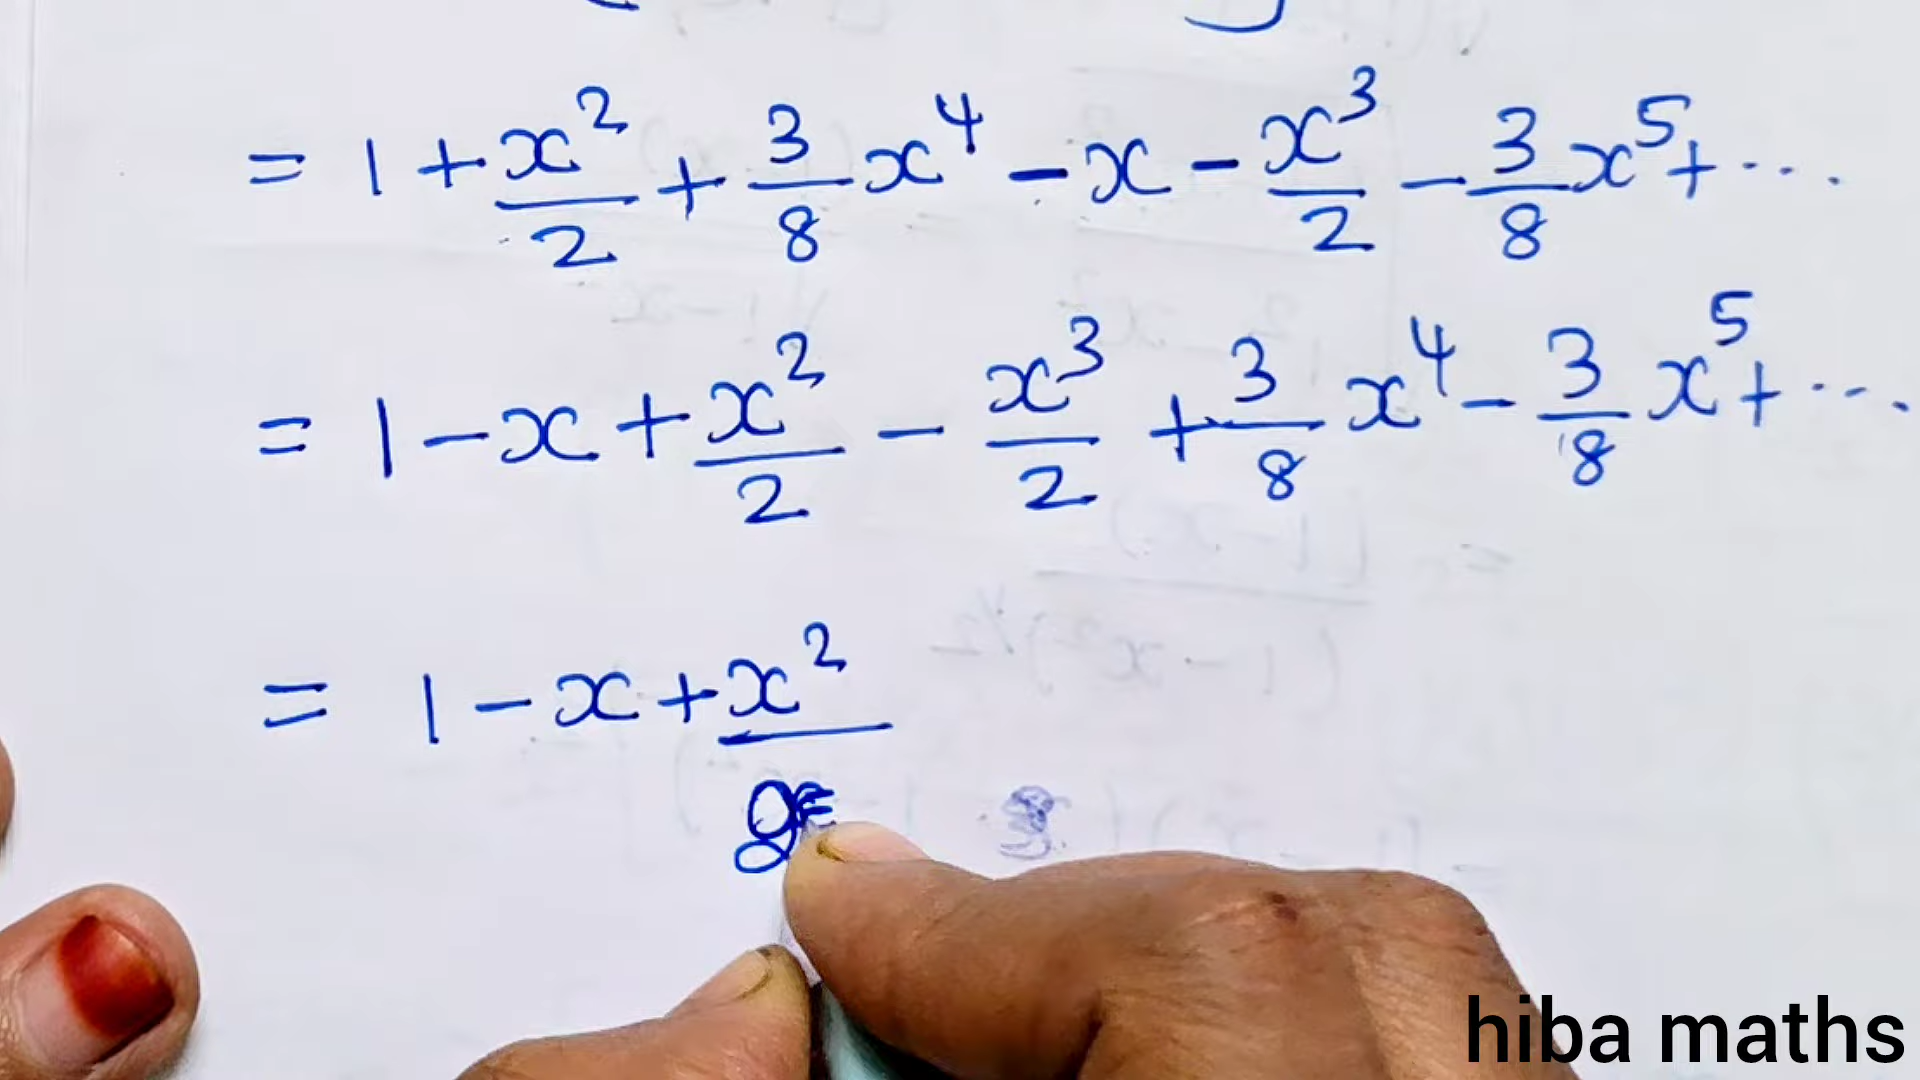 = 1 + x²/2 + 3/8 x⁴ - x - x³/2 - 3/8 x⁵ + ...
= 1 - x + x²/2 - x³/2 + 3/8 x⁴ - 3/8 x⁵ + ...
= 1 - x + x²/
hiba maths